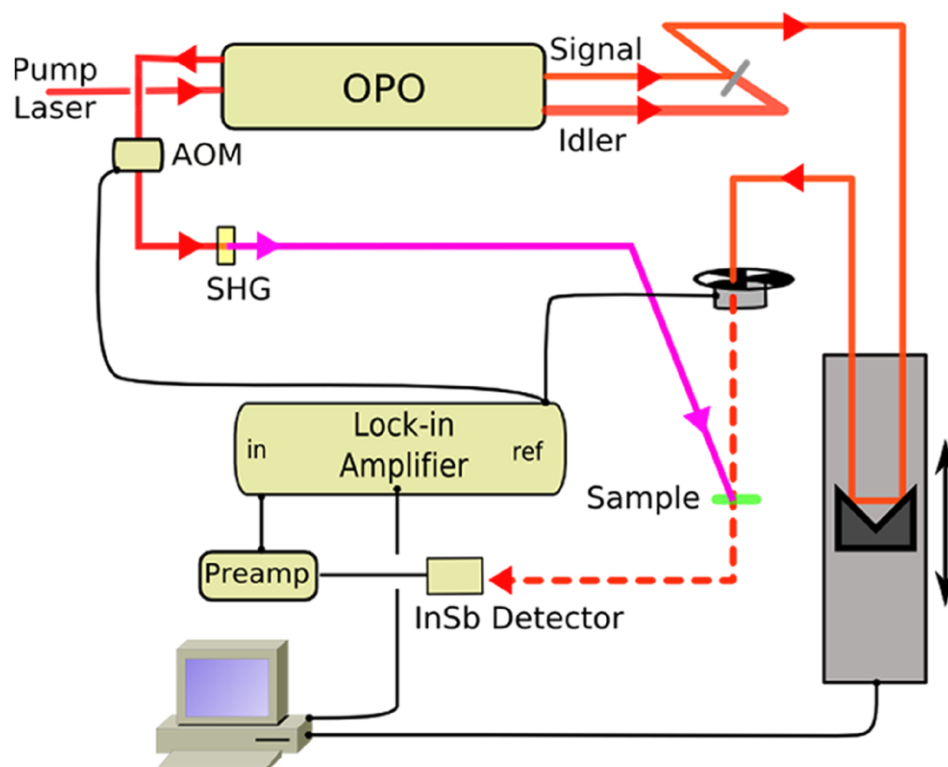 Pump
Laser
OPO
Signal
Idler
AOM
SHG
Lock-in
Amplifier
in
ref
Sample
Preamp
InSb Detector